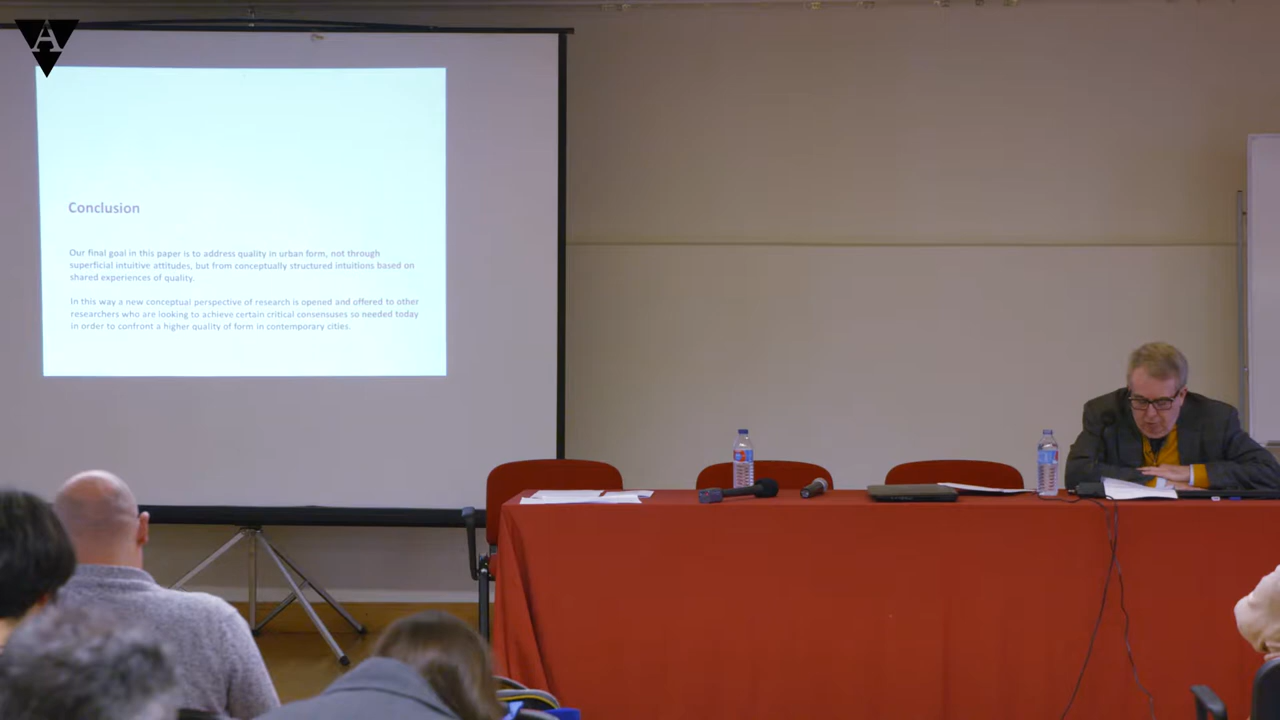 A
Conclusion
Our final goal in this paper is to address quality in urban form, not through
superficial intuitive attitudes, but from conceptually structured intuitions based on
shared experiences of quality.
In this way a new conceptual perspective of research is opened and offered to other
researchers who are looking to achieve certain critical consensuses so needed today
in order to confront a higher quality of form in contemporary cities.